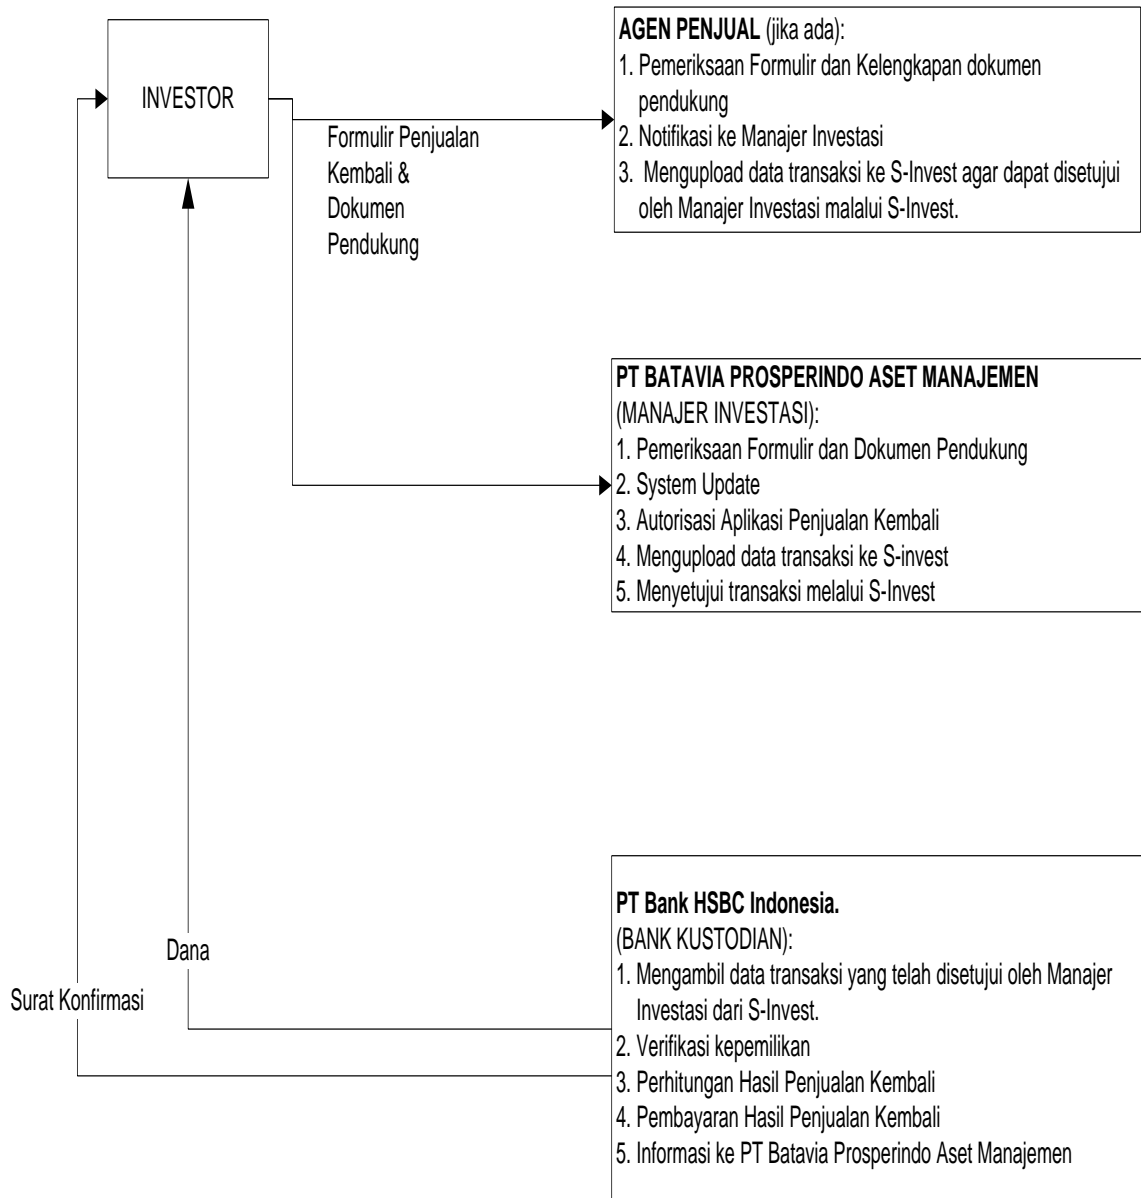 INVESTOR
Formulir Penjualan
Kembali &
Dokumen
Pendukung
AGEN PENJUAL (jika ada):
1. Pemeriksaan Formulir dan Kelengkapan dokumen
pendukung
2. Notifikasi ke Manajer Investasi
3. Mengupload data transaksi ke S-Invest agar dapat disetujui
oleh Manajer Investasi malalui S-Invest.
PT BATAVIA PROSPERINDO ASET MANAJEMEN
(MANAJER INVESTASI):
1. Pemeriksaan Formulir dan Dokumen Pendukung
2. System Update
3. Autorisasi Aplikasi Penjualan Kembali
4. Mengupload data transaksi ke S-invest
5. Menyetujui transaksi melalui S-Invest
Dana
Surat Konfirmasi
PT Bank HSBC Indonesia.
(BANK KUSTODIAN):
1. Mengambil data transaksi yang telah disetujui oleh Manajer
Investasi dari S-Invest.
2. Verifikasi kepemilikan
3. Perhitungan Hasil Penjualan Kembali
4. Pembayaran Hasil Penjualan Kembali
5. Informasi ke PT Batavia Prosperindo Aset Manajemen